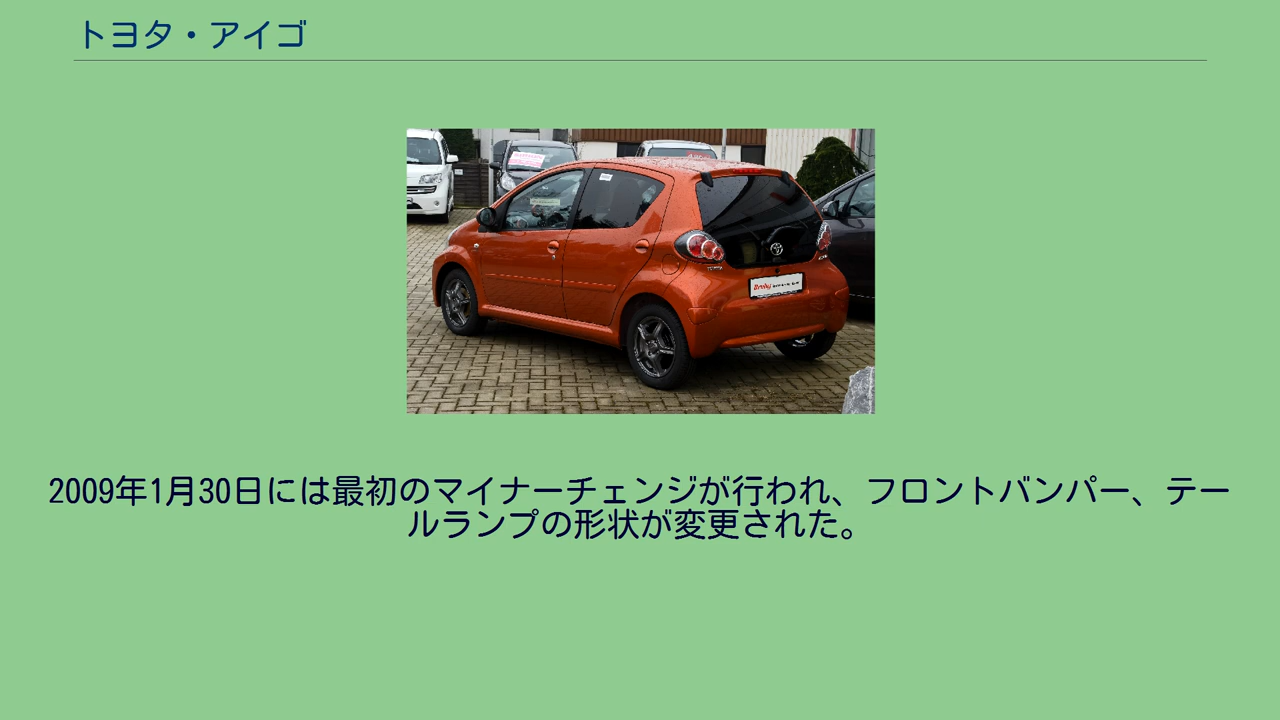 トヨタ・アイゴ
2009年1月30日には最初のマイナーチェンジが行われ、フロントバンパー、テー
ルランプの形状が変更された。